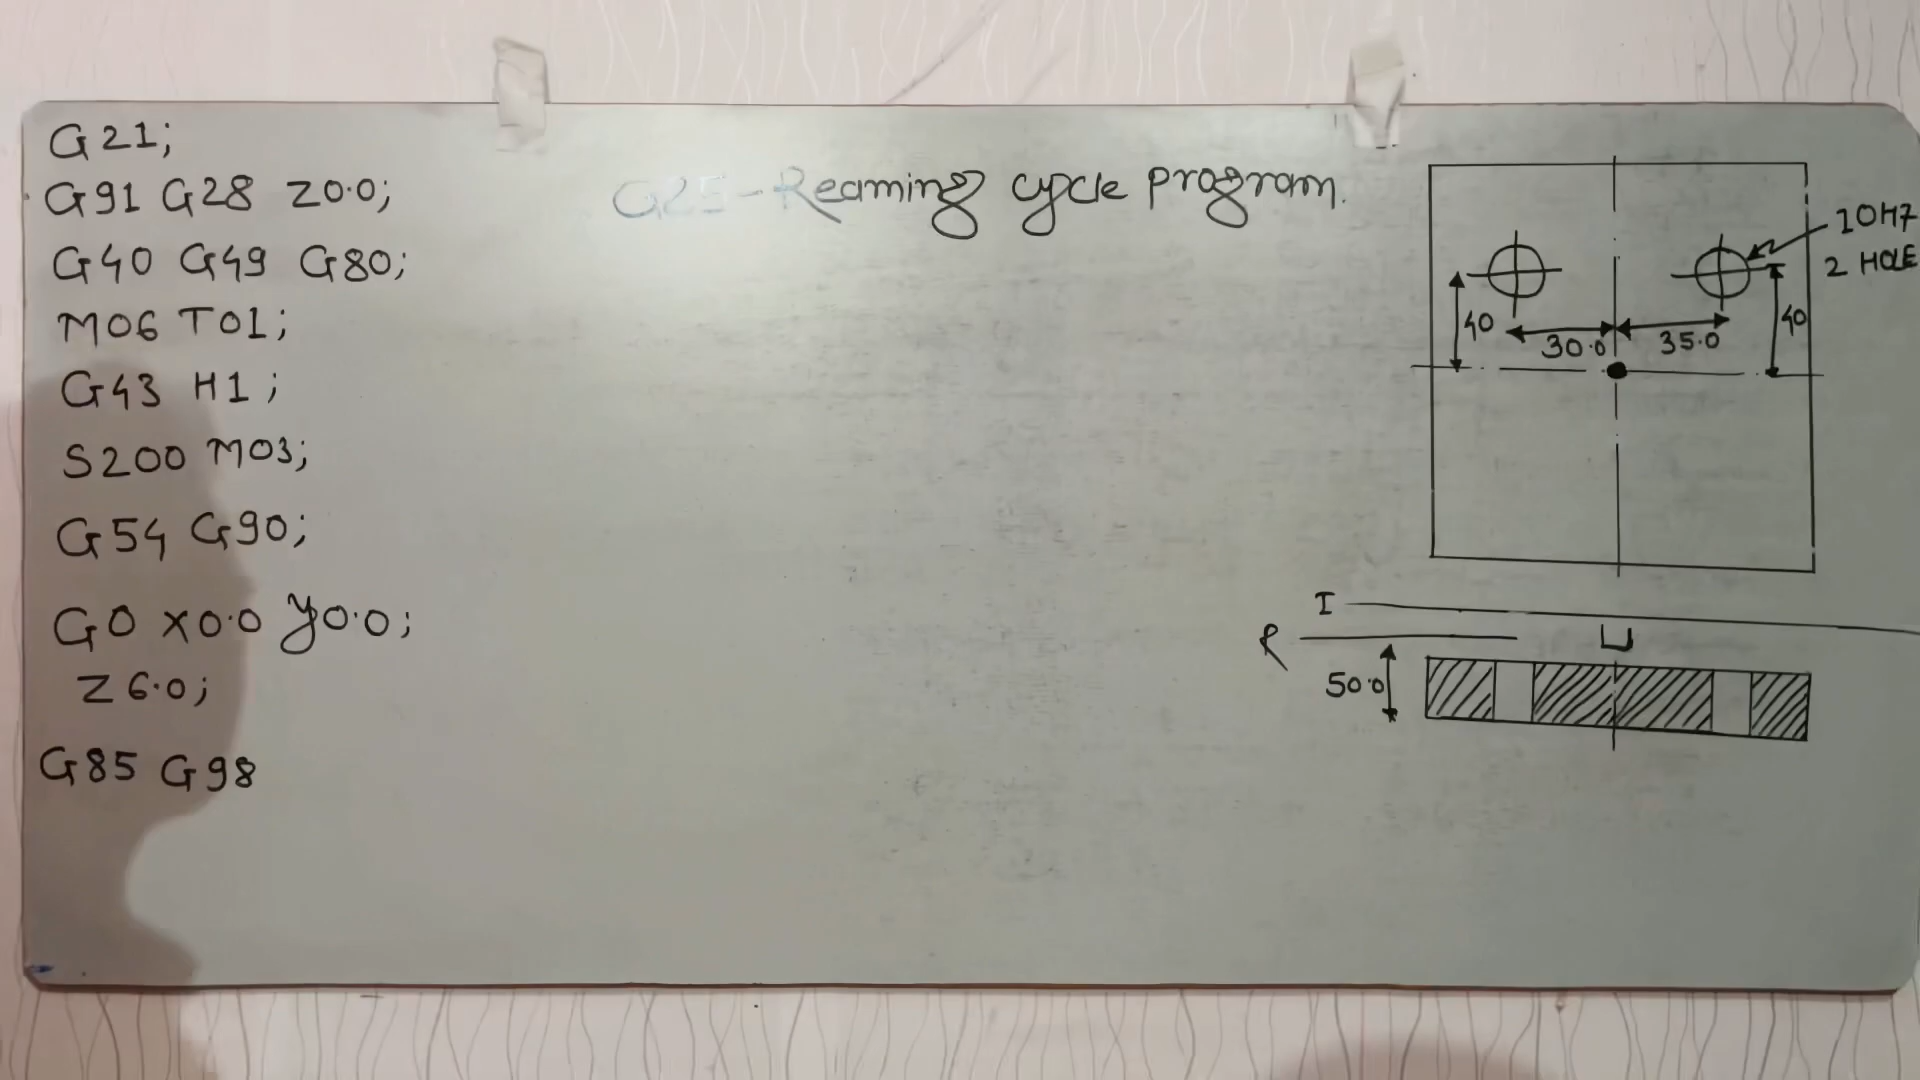 G21;
G91 G28 Z0.0;
G40 G49 G80;
M06 T01;
G43 H1;
S200 M03;
G54 G90;
G0 X0.0 Y0.0;
Z6.0;
G85 G98
G25-Reaming cycle program.
10H7
2 HOLE
40
30.0
35.0
40
I
R
50.0